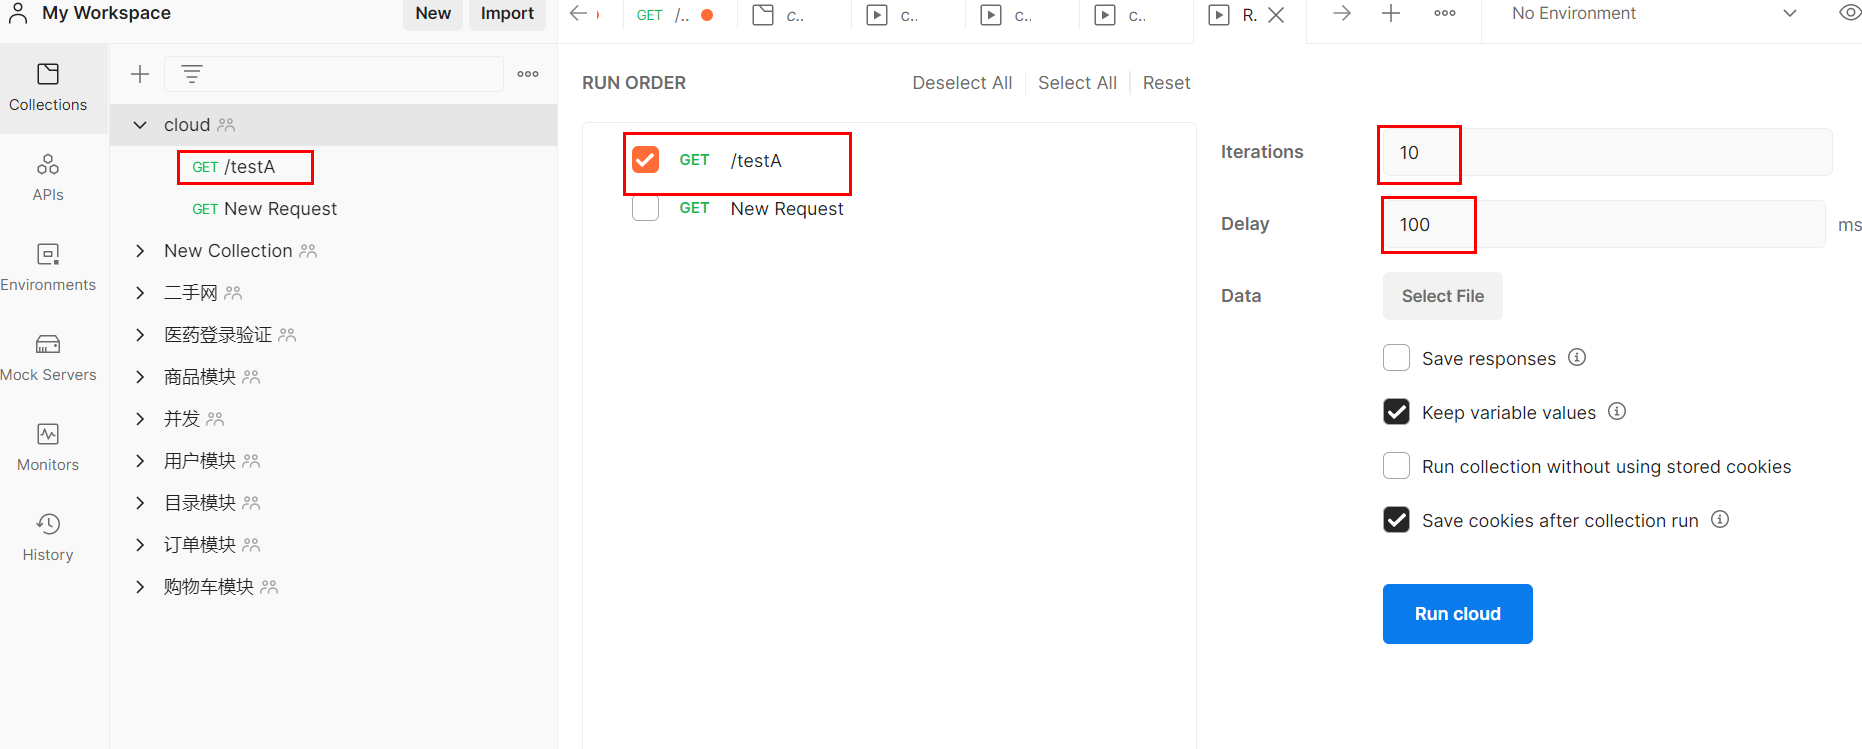 My Workspace
New
Import
GET /..
c..
c..
c..
c..
R.
No Environment
Collections
APIs
Environments
Mock Servers
Monitors
History
cloud
GET /testA
GET New Request
New Collection
二手网
医药登录验证
商品模块
并发
用户模块
目录模块
订单模块
购物车模块
RUN ORDER
Deselect All
Select All
Reset
GET /testA
GET New Request
Iterations
10
Delay
100
ms
Data
Select File
Save responses
Keep variable values
Run collection without using stored cookies
Save cookies after collection run
Run cloud